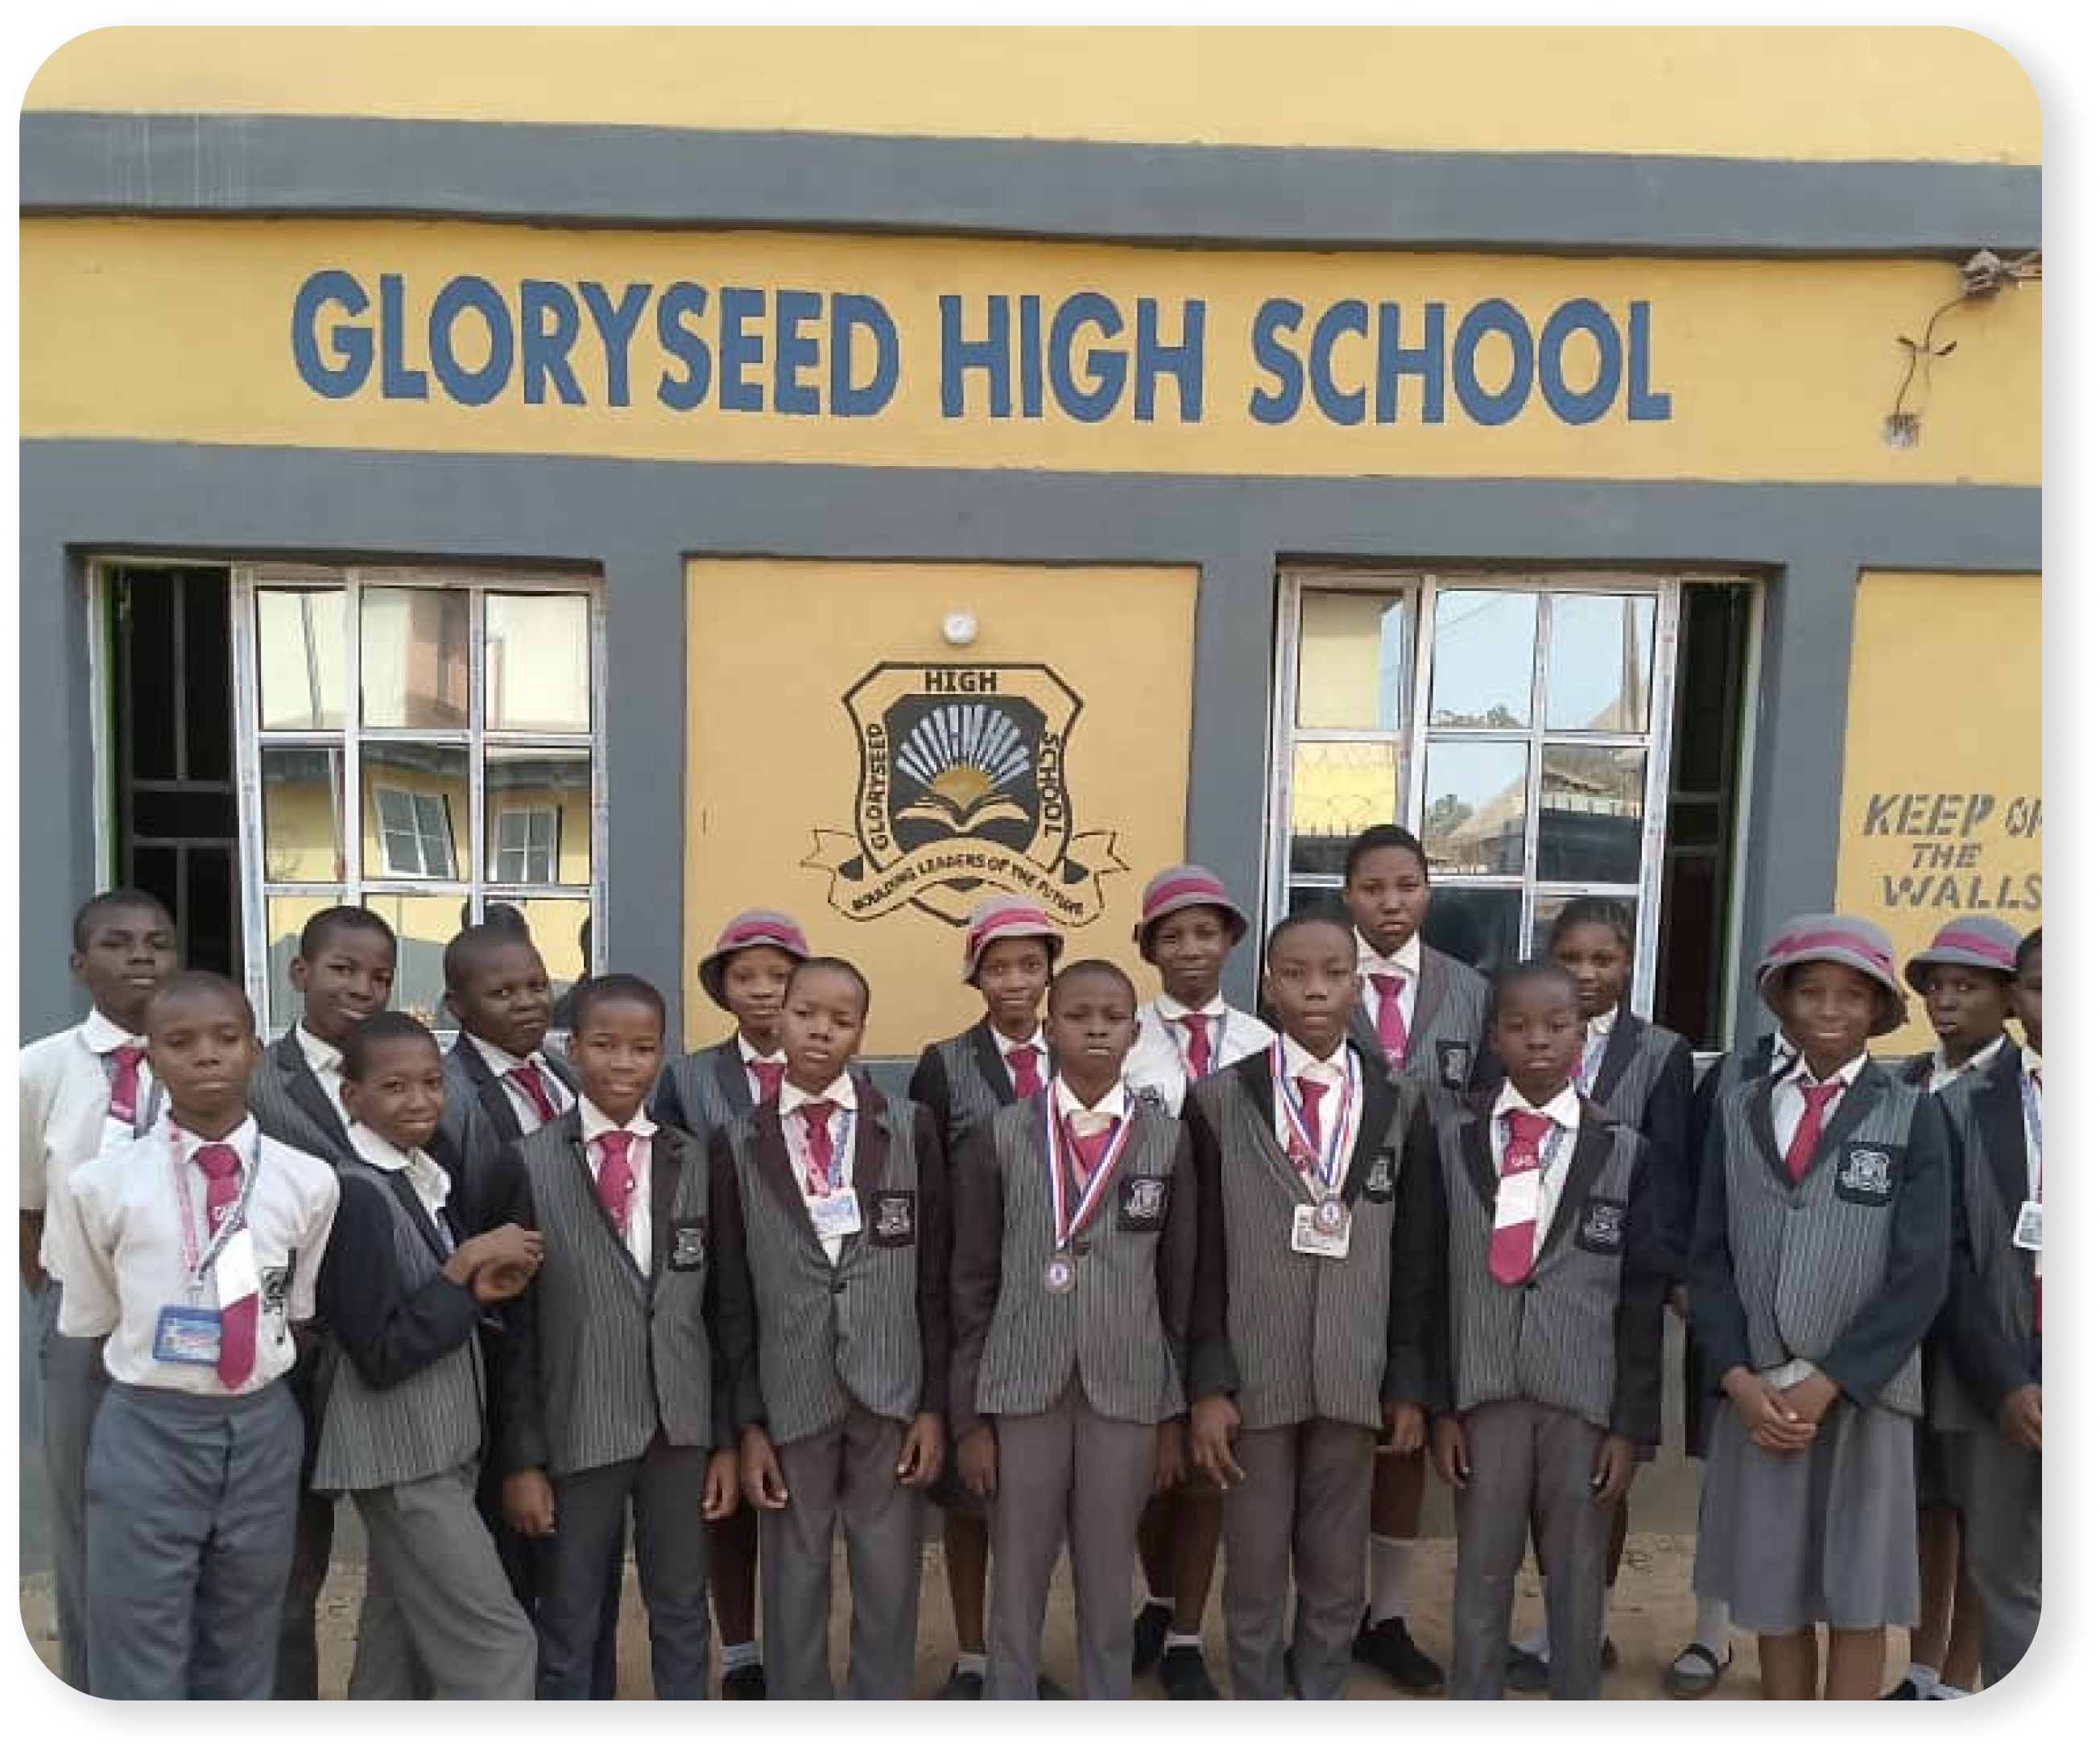 GLORYSEED HIGH SCHOOL
HIGH
GLORYSEED
SCHOOL
BUILDING LEADERS OF THE FUTURE
KEEP
THE
WALLS